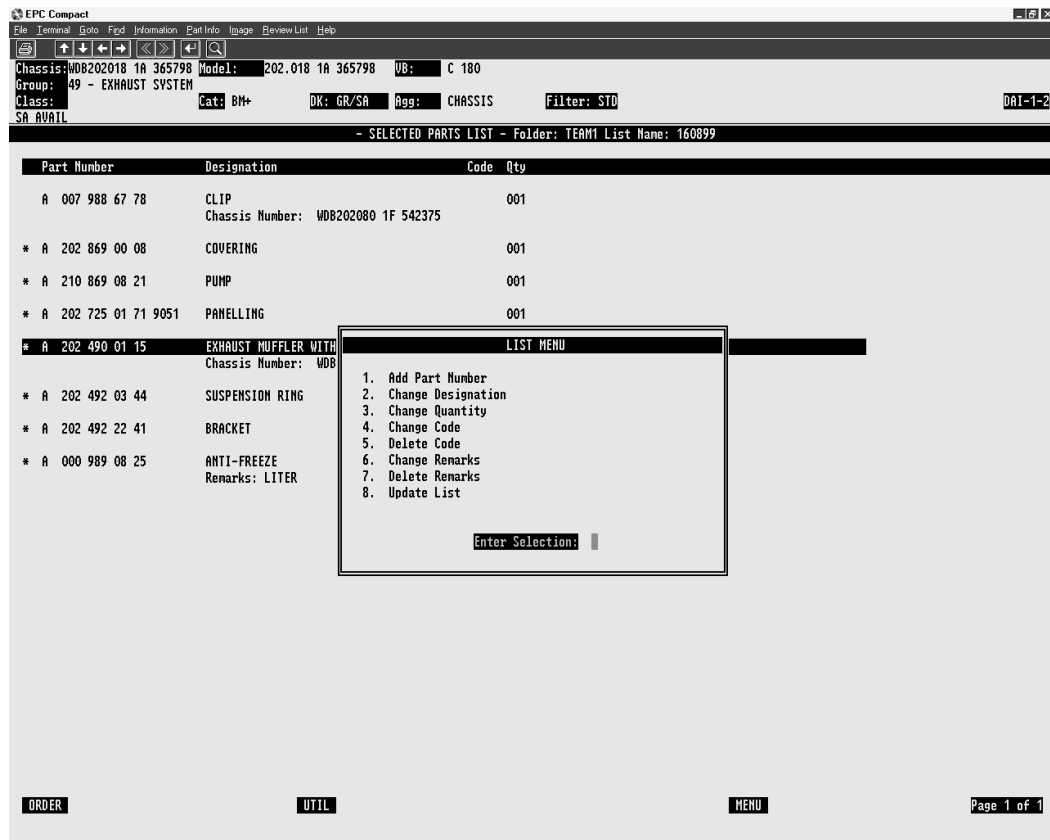 EPC Compact
File Terminal Goto Find Information Part Info Image Review List Help
Chassis: WDB202018 1A 365798 Model: 202.018 1A 365798 VB: C 180
Group: 49 - EXHAUST SYSTEM
Class: Cat: BM+ DK: GR/SA Agg: CHASSIS Filter: STD DAI-1-2
SA AVAIL
- SELECTED PARTS LIST - Folder: TEAM1 List Name: 160899
Part Number Designation Code Qty
A 007 988 67 78 CLIP 001
Chassis Number: WDB202080 1F 542375
* A 202 869 00 08 COVERING 001
* A 210 869 08 21 PUMP 001
* A 202 725 01 71 9051 PANELLING 001
* A 202 490 01 15 EXHAUST MUFFLER WITH
Chassis Number: WDB
* A 202 492 03 44 SUSPENSION RING
* A 202 492 22 41 BRACKET
* A 000 989 08 25 ANTI-FREEZE
Remarks: LITER
LIST MENU
1. Add Part Number
2. Change Designation
3. Change Quantity
4. Change Code
5. Delete Code
6. Change Remarks
7. Delete Remarks
8. Update List
Enter Selection:
ORDER UTIL MENU Page 1 of 1